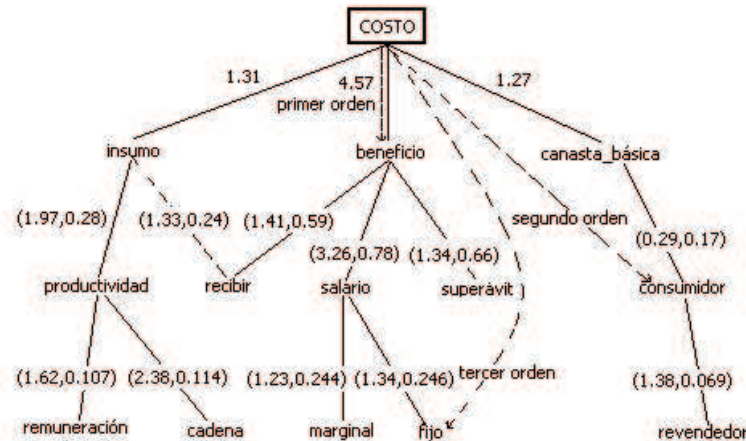 COSTO
1.31
4.57
1.27
primer orden
insumo
beneficio
canasta_básica
segundo orden
(1.97,0.28)
(1.33,0.24)
(1.41,0.59)
(3.26,0.78)
(1.34,0.66)
(0.29,0.17)
productividad
recibir
salario
superávit
consumidor
(1.62,0.107)
(2.38,0.114)
(1.23,0.244)
(1.34,0.246)
tercer orden
(1.38,0.069)
remuneración
cadena
marginal
fijo
revendedor